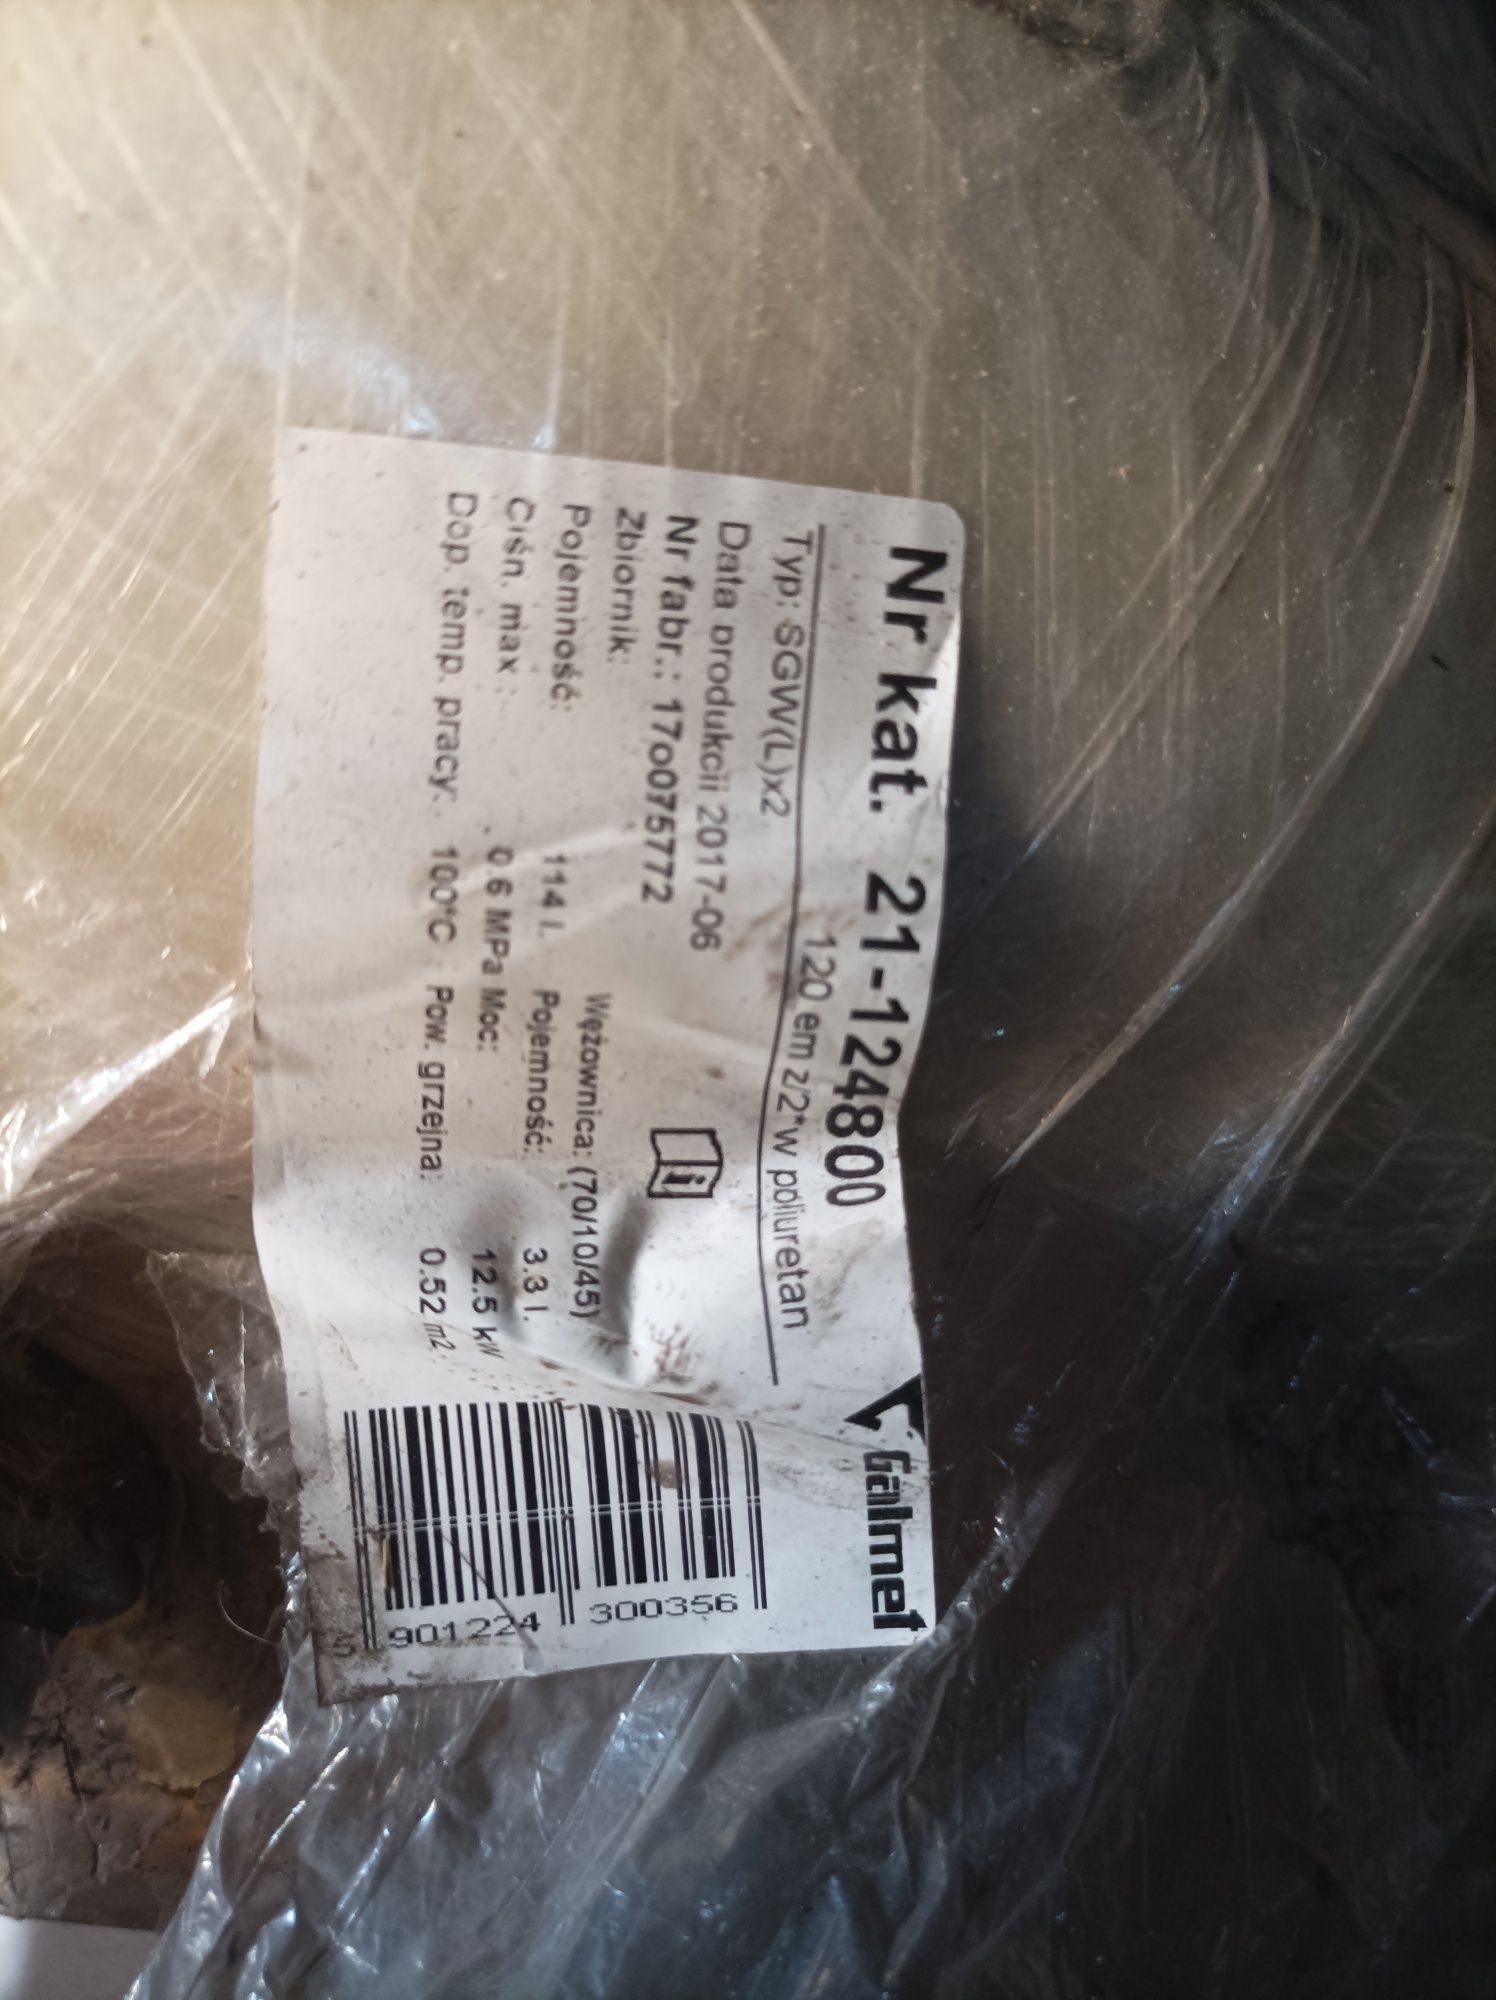 Nr kat. 21-124800
Galmet
Typ: SGW(L)x2 120 em z/2*w poliuretan
Data produkcji 2017-06
Nr fabr.: 17o075772
Zbiornik: Wężownica: (70/10/45)
Pojemność: 114 l. Pojemność: 3.3 l.
Ciśn. max : 0.6 MPa Moc: 12.5 kW
Dop. temp. pracy: 100°C Pow. grzejna: 0.52 m2
5 901224 300356